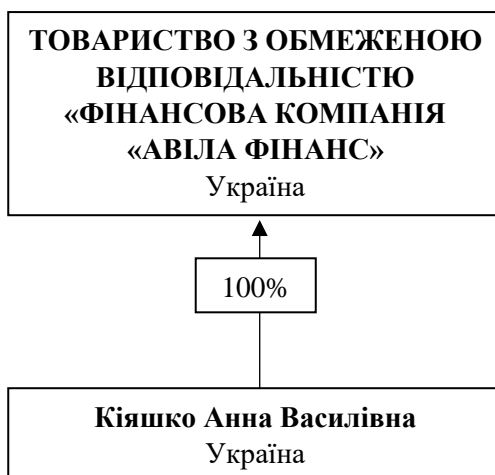 ТОВАРИСТВО З ОБМЕЖЕНОЮ
ВІДПОВІДАЛЬНІСТЮ
«ФІНАНСОВА КОМПАНІЯ
«АВІЛА ФІНАНС»
Україна
100%
Кіяшко Анна Василівна
Україна